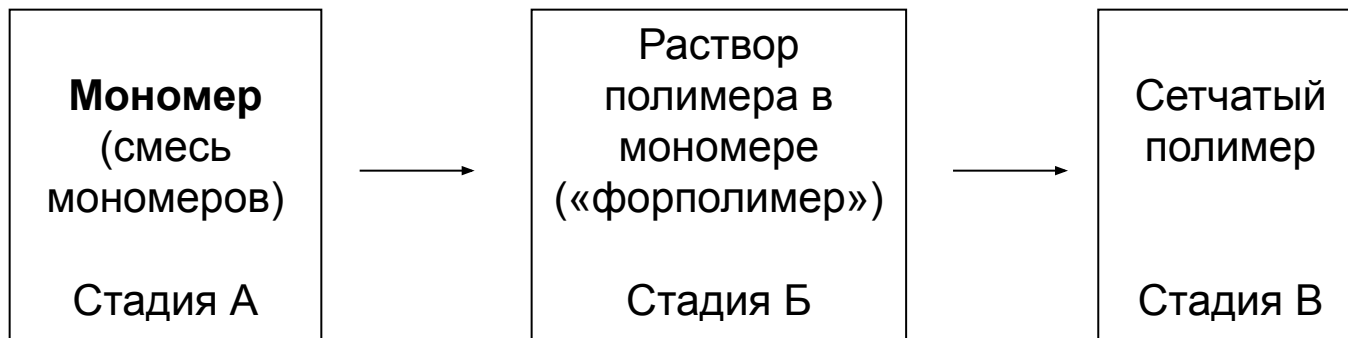 Мономер
(смесь
мономеров)
Стадия А
Раствор
полимера в
мономере
(«форполимер»)
Стадия Б
Сетчатый
полимер
Стадия В